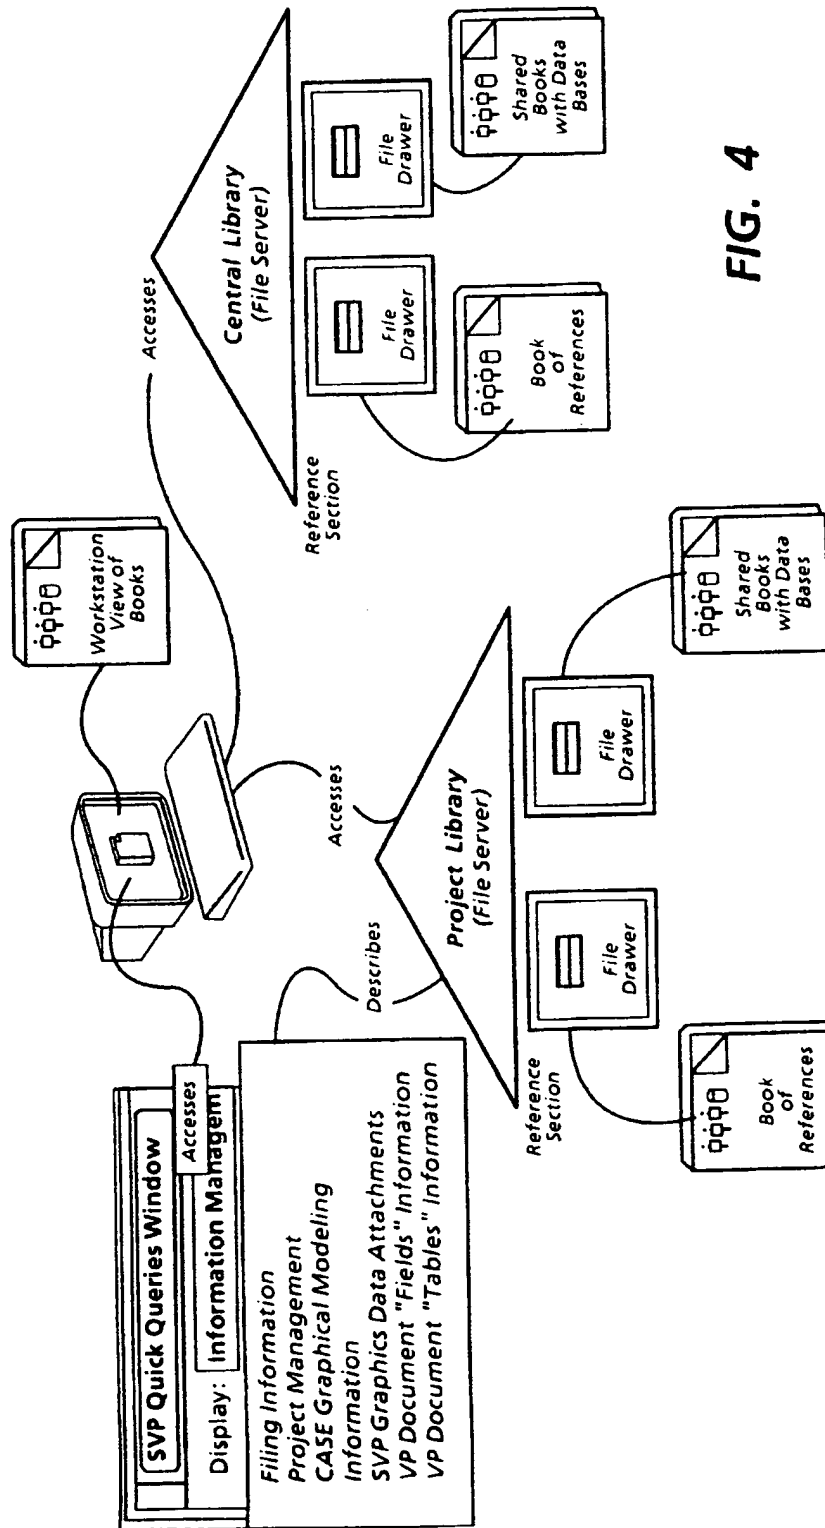 SVP Quick Queries Window
Accesses
Display: Information Managem
Filing Information
Project Management
CASE Graphical Modeling
Information
SVP Graphics Data Attachments
VP Document "Fields" Information
VP Document "Tables" Information
Describes
Workstation
View of
Books
Accesses
Accesses
Project Library
(File Server)
Reference
Section
File
Drawer
File
Drawer
Book
of
References
Shared
Books
with Data
Bases
Central Library
(File Server)
Reference
Section
File
Drawer
File
Drawer
Book
of
References
Shared
Books
with Data
Bases
FIG. 4